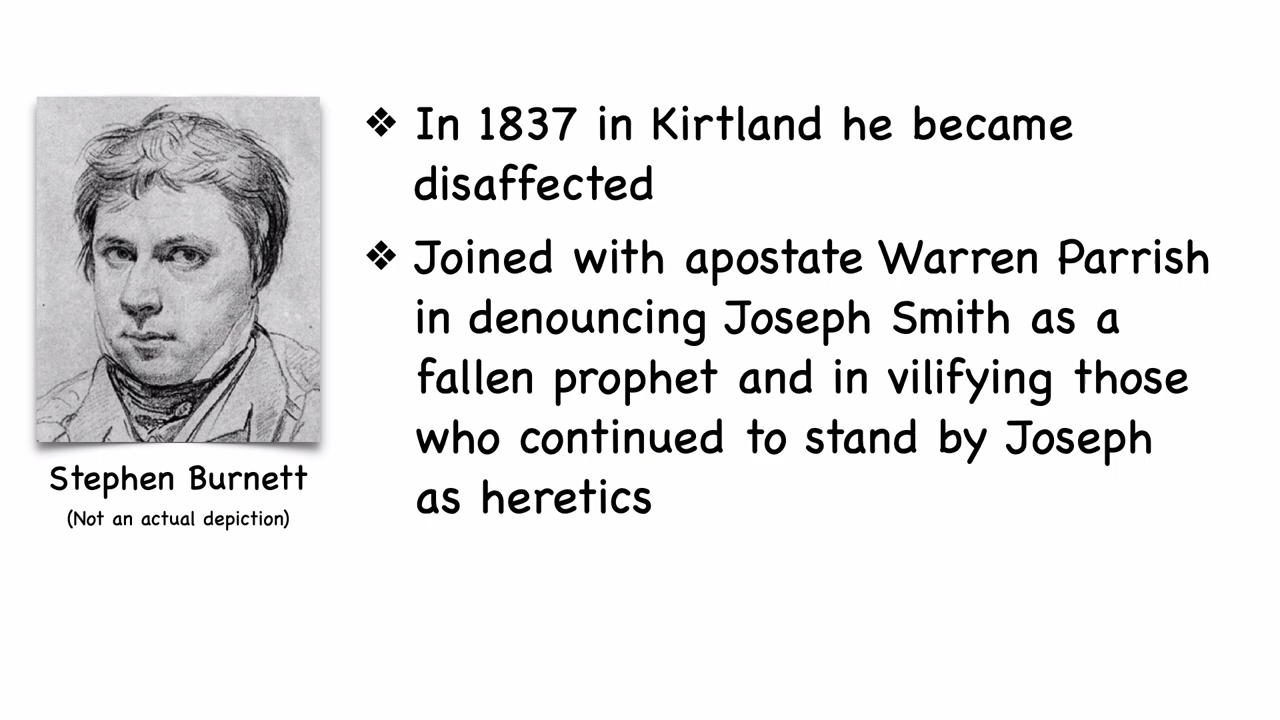 ❖ In 1837 in Kirtland he became
disaffected
❖ Joined with apostate Warren Parrish
in denouncing Joseph Smith as a
fallen prophet and in vilifying those
who continued to stand by Joseph
as heretics
Stephen Burnett
(Not an actual depiction)